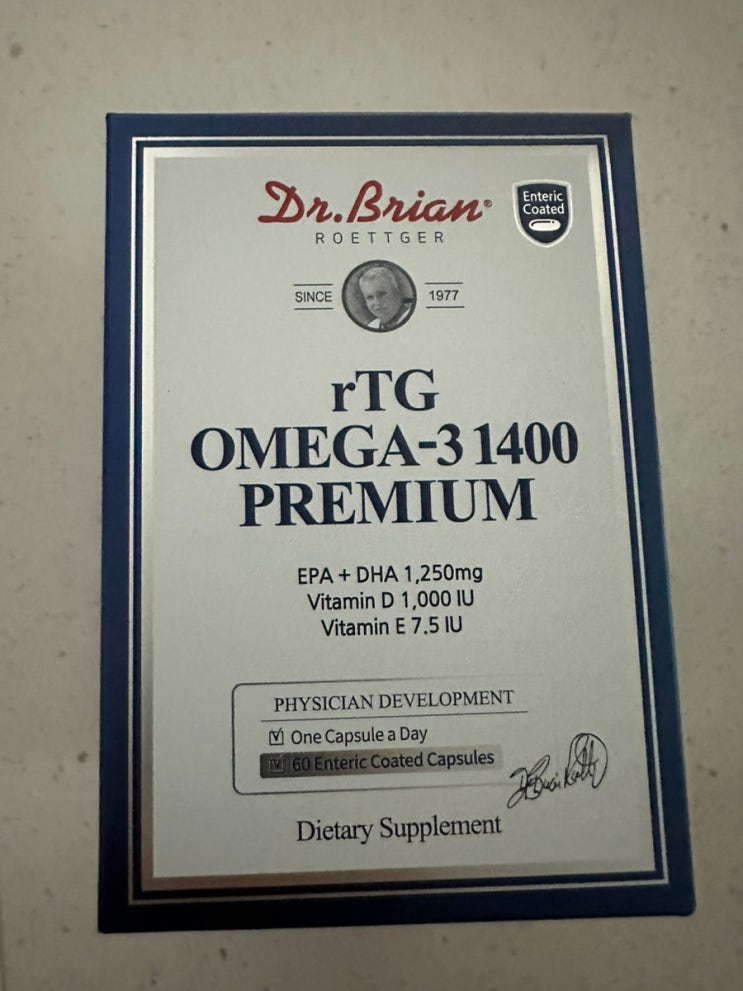 Dr.Brian®
ROETTGER
Enteric
Coated
SINCE 1977
rTG
OMEGA-3 1400
PREMIUM
EPA + DHA 1,250mg
Vitamin D 1,000 IU
Vitamin E 7.5 IU
PHYSICIAN DEVELOPMENT
☑ One Capsule a Day
☑ 60 Enteric Coated Capsules
Dietary Supplement